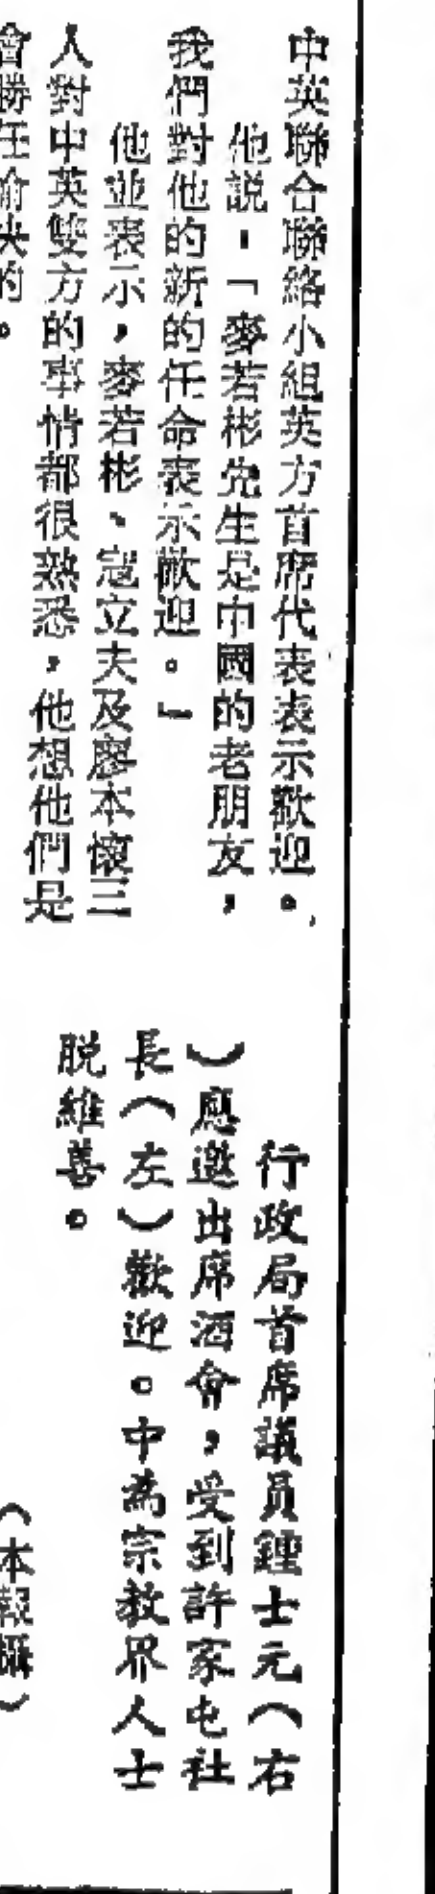 中英聯合聯絡小組英方首席代表表示歡迎。
他說:「麥若彬先生是中國的老朋友,
我們對他的新的任命表示歡迎。」
他並表示,麥若彬、寇立夫及廖本懷三
人對中英雙方的事情都很熟悉,他想他們是
會勝任愉快的。
行政局首席議員鍾士元(右
)應邀出席酒會,受到許家屯社
長(左)歡迎。中為宗教界人士
脫維善。
(本報攝)